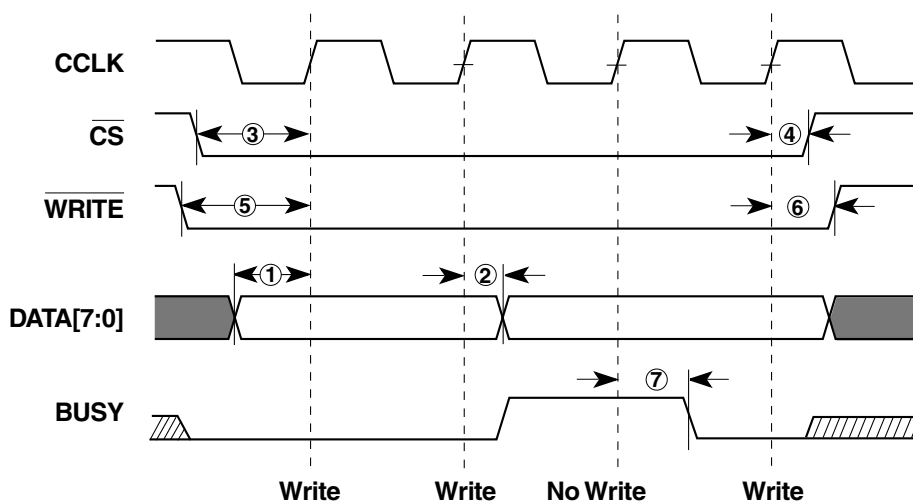 CCLK
CS
③ ④
WRITE
⑤ ⑥
① ②
DATA[7:0]
⑦
BUSY
Write Write No Write Write